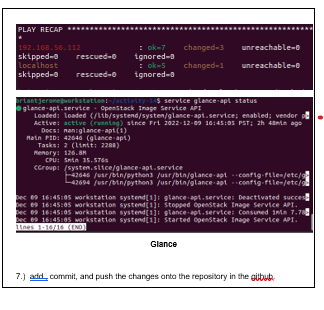 PLAY RECAP *********************************************
*
192.168.56.112 : ok=7 changed=3 unreachable=0
skipped=0 rescued=0 ignored=0
localhost : ok=5 changed=1 unreachable=0
skipped=0 rescued=0 ignored=0
briantjerome@workstation: $ service glance-api status
glance-api.service - OpenStack Image Service API
Loaded: loaded (/lib/systemd/system/glance-api.service; enabled; vendor p
Active: active (running) since Fri 2022-12-09 16:45:05 PST; 2h 48min ago
Docs: man:glance-api(1)
Main PID: 42646 (glance-api)
Tasks: 2 (limit: 2288)
Memory: 126.8M
CPU: 5min 35.576s
CGroup: /system.slice/glance-api.service
├─42646 /usr/bin/python3 /usr/bin/glance-api --config-file=/etc/g
└─42694 /usr/bin/python3 /usr/bin/glance-api --config-file=/etc/g
Dec 09 16:45:05 workstation systemd[1]: glance-api.service: Deactivated succes
Dec 09 16:45:05 workstation systemd[1]: Stopped OpenStack Image Service API.
Dec 09 16:45:05 workstation systemd[1]: glance-api.service: Consumed 1min 7.78
Dec 09 16:45:05 workstation systemd[1]: Started OpenStack Image Service API.
lines 1-16/16 (END)
Glance
7.) add, commit, and push the changes onto the repository in the github.